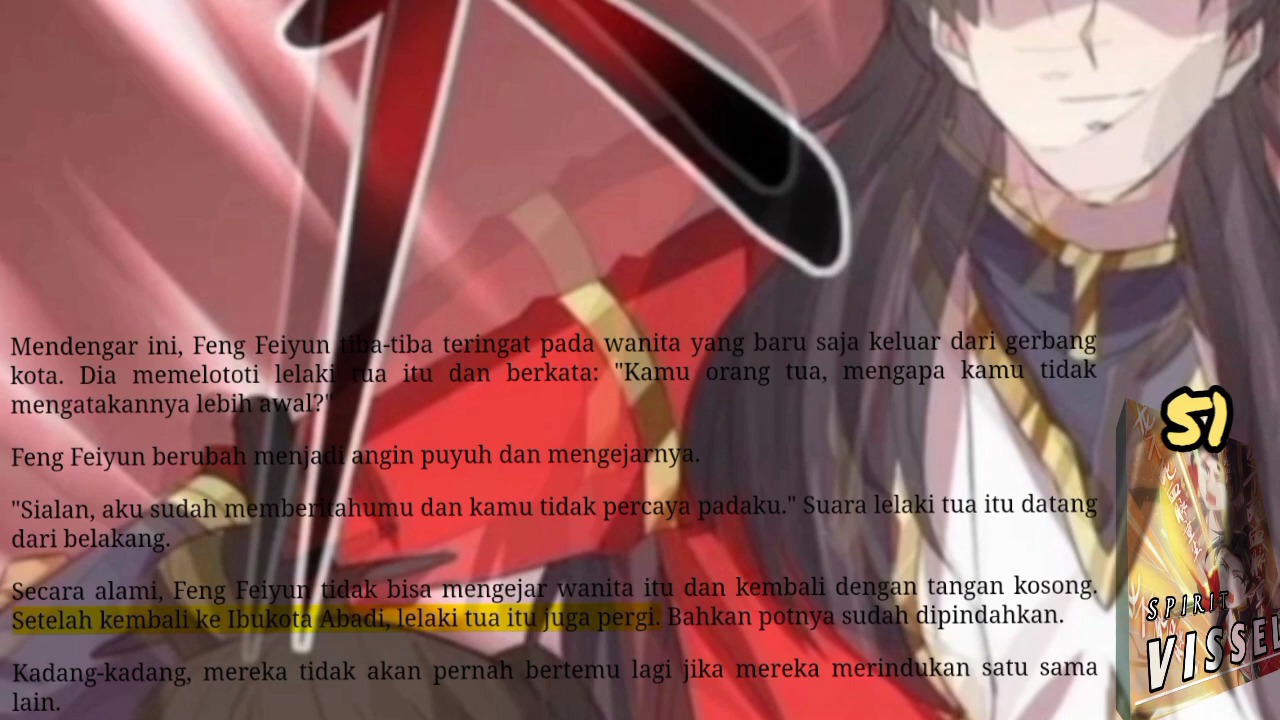 Mendengar ini, Feng Feiyun tiba-tiba teringat pada wanita yang baru saja keluar dari gerbang
kota. Dia memelototi lelaki tua itu dan berkata: "Kamu orang tua, mengapa kamu tidak
mengatakannya lebih awal?"
Feng Feiyun berubah menjadi angin puyuh dan mengejarnya.
"Sialan, aku sudah memberitahumu dan kamu tidak percaya padaku." Suara lelaki tua itu datang
dari belakang.
Secara alami, Feng Feiyun tidak bisa mengejar wanita itu dan kembali dengan tangan kosong.
Setelah kembali ke Ibukota Abadi, lelaki tua itu juga pergi. Bahkan potnya sudah dipindahkan.
Kadang-kadang, mereka tidak akan pernah bertemu lagi jika mereka merindukan satu sama
lain.
51
SPIRIT
VISSEL